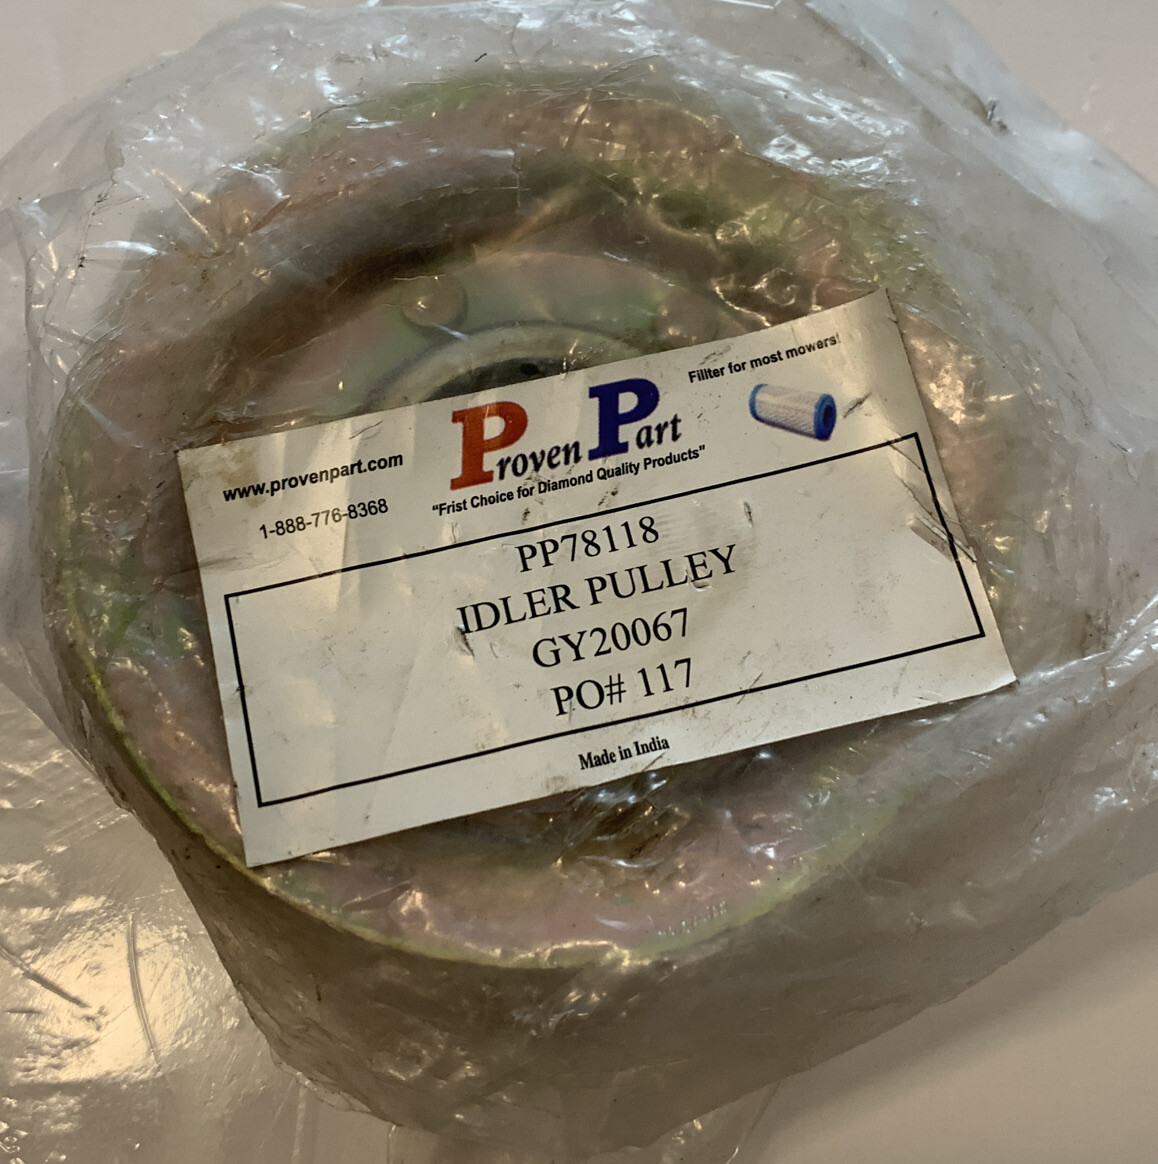 www.provenpart.com
1-888-776-8368
Proven Part
"Frist Choice for Diamond Quality Products"
Fillter for most mowers!
PP78118
IDLER PULLEY
GY20067
PO# 117
Made in India